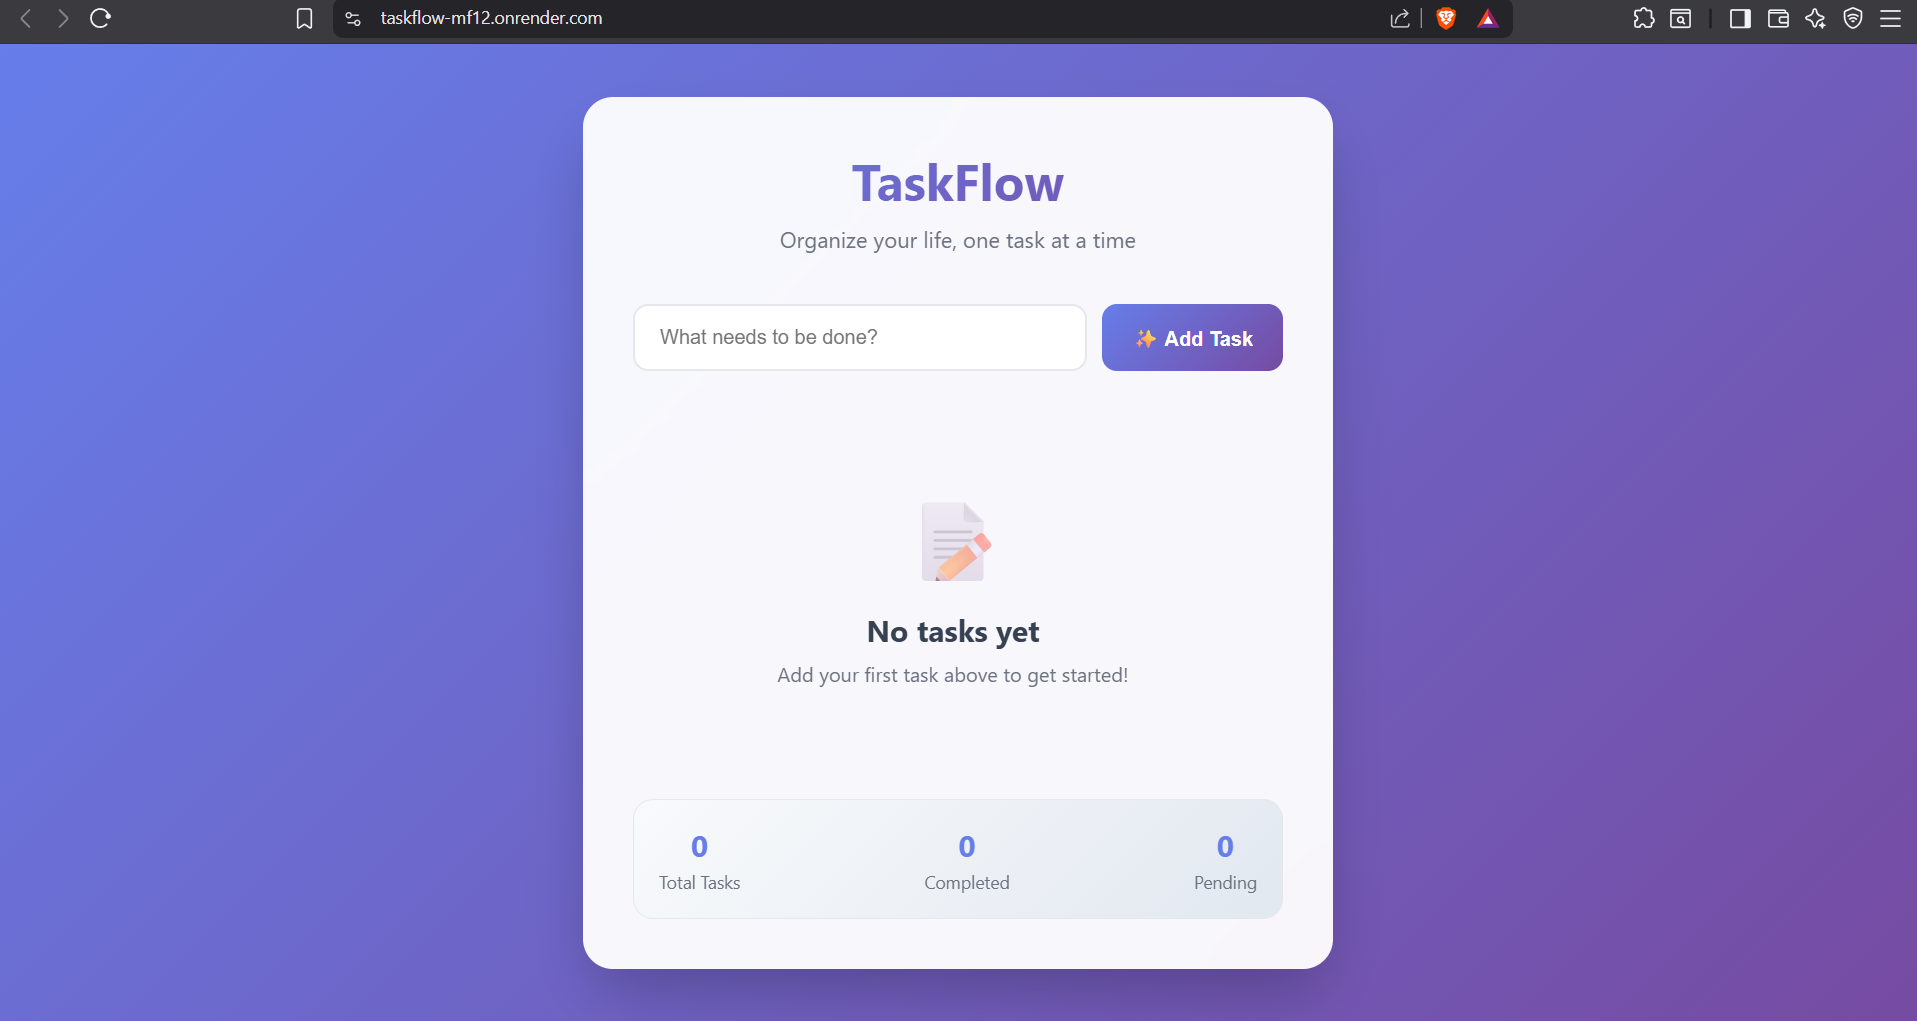 taskflow-mf12.onrender.com
TaskFlow
Organize your life, one task at a time
What needs to be done?
✨ Add Task
No tasks yet
Add your first task above to get started!
0 0 0
Total Tasks Completed Pending